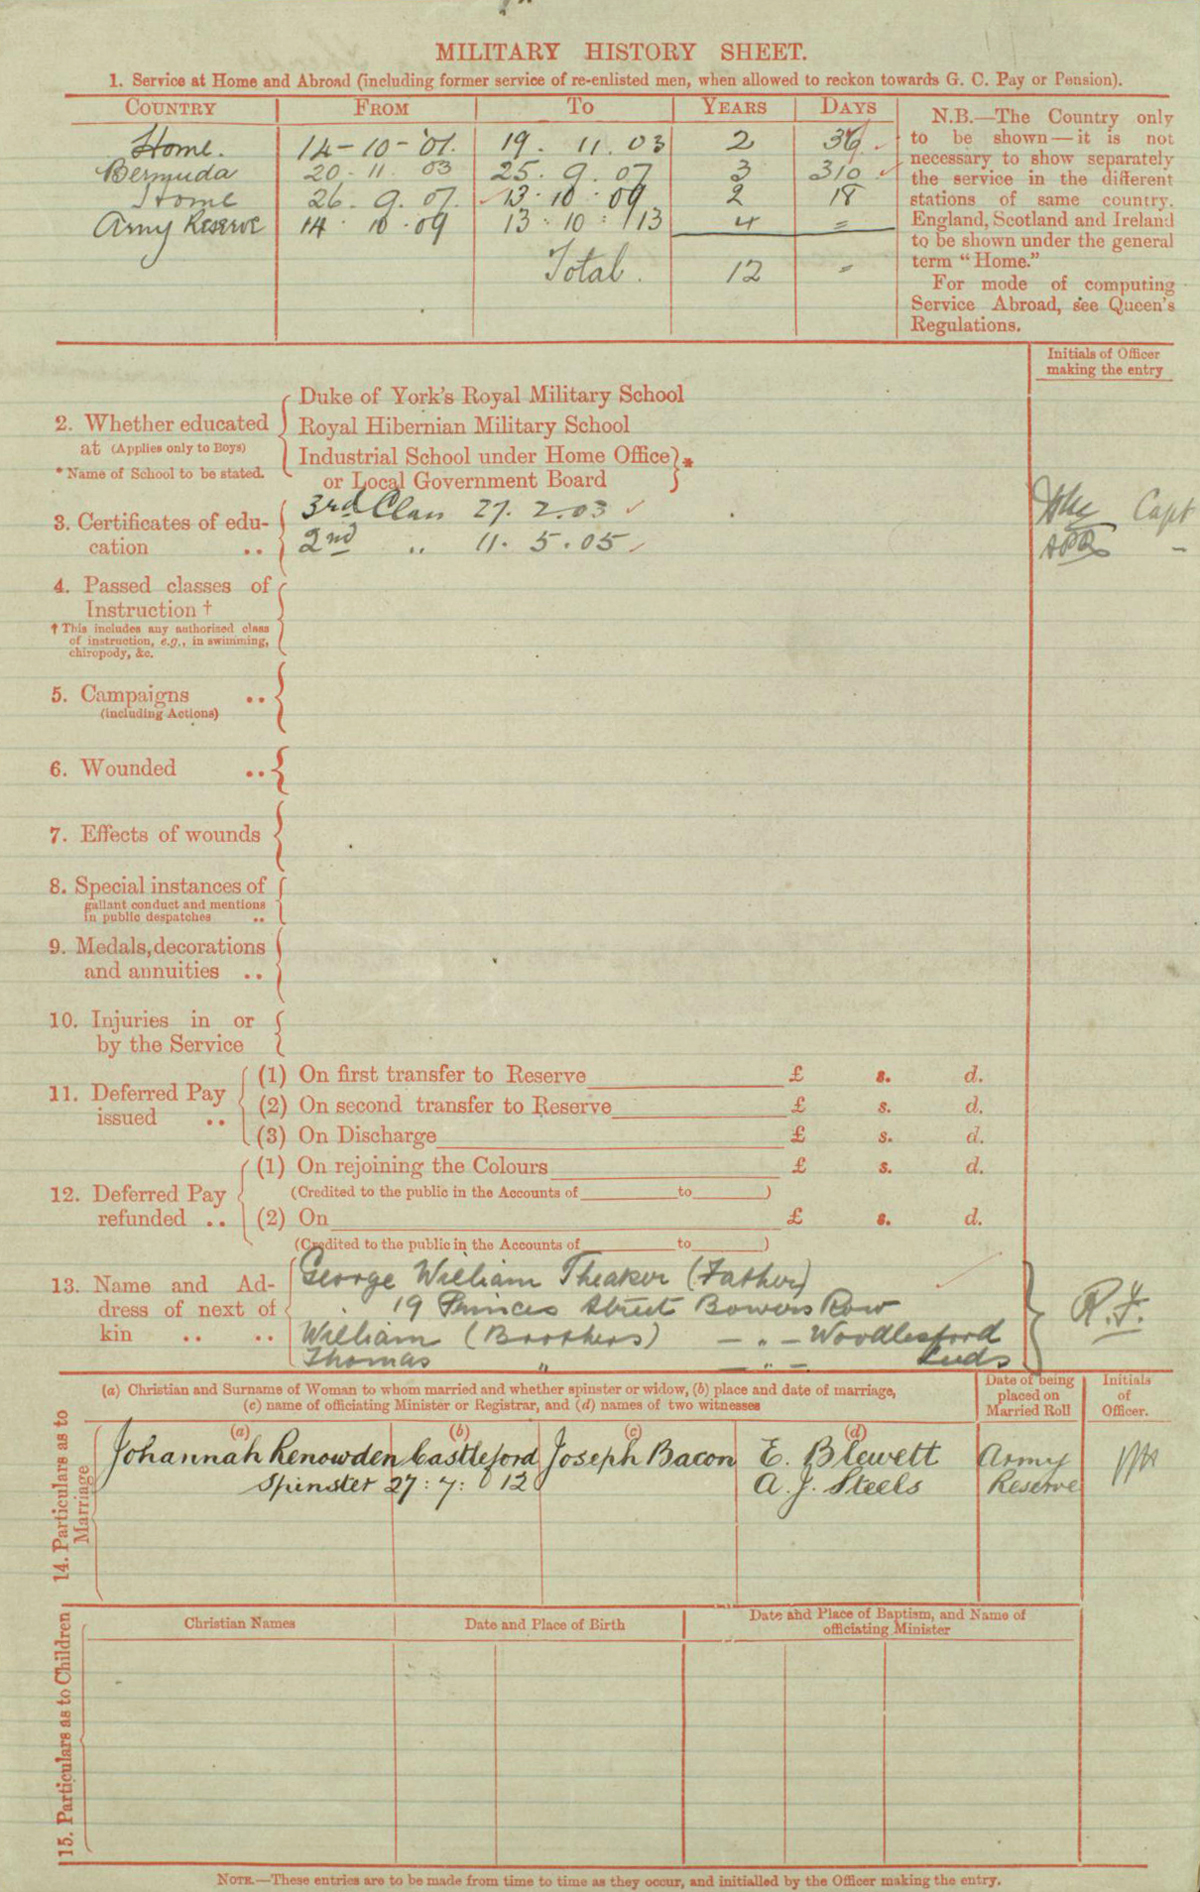 MILITARY HISTORY SHEET.
1. Service at Home and Abroad (including former service of re-enlisted men, when allowed to reckon towards G. C. Pay or Pension).
COUNTRY FROM TO YEARS DAYS
Home. 14-10-'01. 19. 11. 03 2 36.
Bermuda 20. 11. 03 25. 9. 07 3 310
Home 26. 9. 07. 13. 10. 09 2 18
Army Reserve 14. 10. 09 13. 10: 13 4 =
Total. 12 -
N.B.—The Country only
to be shown—it is not
necessary to show separately
the service in the different
stations of same country.
England, Scotland and Ireland
to be shown under the general
term "Home."
For mode of computing
Service Abroad, see Queen's
Regulations.
Initials of Officer
making the entry
2. Whether educated
at (Applies only to Boys)
* Name of School to be stated.
Duke of York's Royal Military School
Royal Hibernian Military School
Industrial School under Home Office
or Local Government Board *
3. Certificates of edu-
cation ..
3rd Class 27. 2.03 Capt
2nd .. 11. 5.05 -
4. Passed classes of
Instruction †
† This includes any authorized class
of instruction, e.g., in swimming,
chiropody, &c.
5. Campaigns ..
(including Actions)
6. Wounded ..
7. Effects of wounds
8. Special instances of
gallant conduct and mentions
in public despatches ..
9. Medals, decorations
and annuities ..
10. Injuries in or
by the Service
11. Deferred Pay
issued ..
(1) On first transfer to Reserve £ s. d.
(2) On second transfer to Reserve £ s. d.
(3) On Discharge £ s. d.
12. Deferred Pay
refunded ..
(1) On rejoining the Colours £ s. d.
(Credited to the public in the Accounts of to )
(2) On £ s. d.
(Credited to the public in the Accounts of to )
13. Name and Ad-
dress of next of
kin .. ..
George William Theaker (Father)
19 Princes Street Bowers Row
William (Brothers) - " - Woodlesford
Thomas " - " - Leeds
(a) Christian and Surname of Woman to whom married and whether spinster or widow, (b) place and date of marriage,
(c) name of officiating Minister or Registrar, and (d) names of two witnesses
Date of being
placed on
Married Roll
Initials
of
Officer.
14. Particulars as to
Marriage
(a) (b) (c) (d)
Johannah Renowden Castleford Joseph Bacon E. Blewett Army
Spinster 27: 7: 12 A. J. Steels Reserve
15. Particulars as to Children
Christian Names Date and Place of Birth
Date and Place of Baptism, and Name of
officiating Minister
NOTE.—These entries are to be made from time to time as they occur, and initialled by the Officer making the entry.